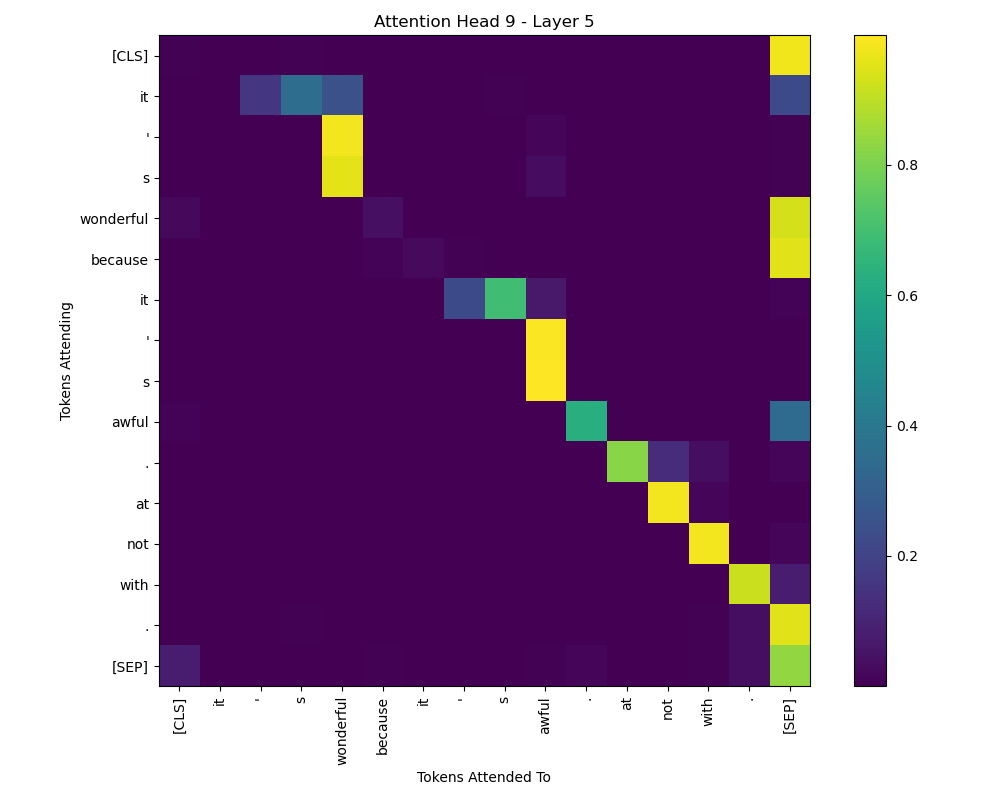 Attention Head 9 - Layer 5
[CLS]
it
'
s
wonderful
because
it
'
s
awful
.
at
not
with
.
[SEP]
Tokens Attending
[CLS]
it
'
s
wonderful
because
it
'
s
awful
.
at
not
with
.
[SEP]
Tokens Attended To
0.8
0.6
0.4
0.2